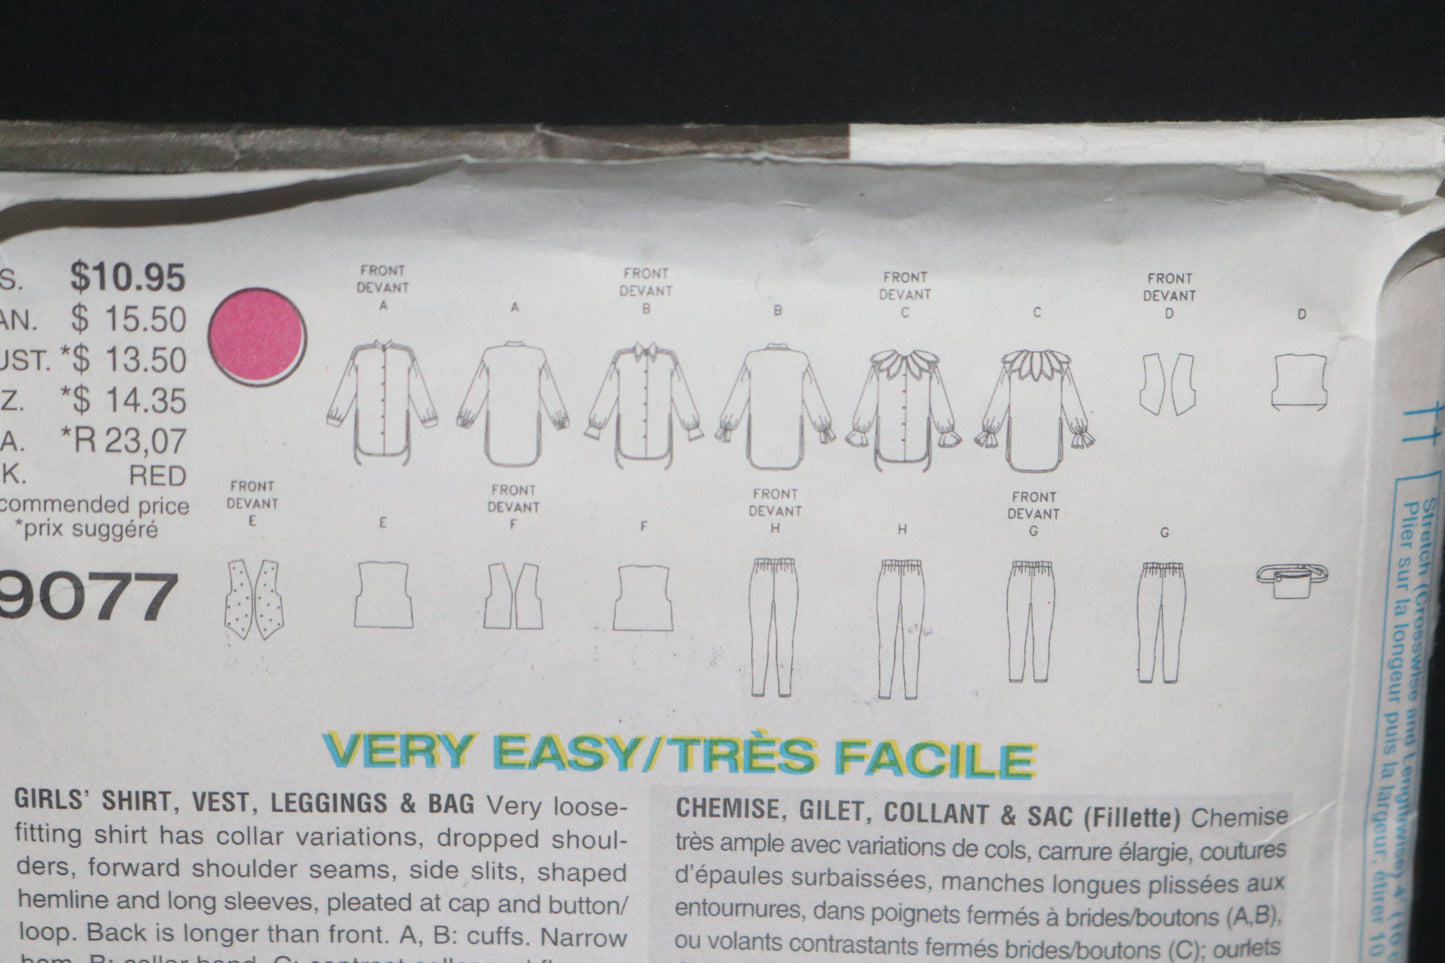 S. $10.95
AN. $ 15.50
UST. *$ 13.50
Z. *$ 14.35
A. *R 23,07
K. RED
commended price
*prix suggéré
9077
FRONT
DEVANT
A
A
FRONT
DEVANT
B
B
FRONT
DEVANT
C
C
FRONT
DEVANT
D
D
FRONT
DEVANT
E
E
FRONT
DEVANT
F
F
FRONT
DEVANT
H
H
FRONT
DEVANT
G
G
VERY EASY/TRÈS FACILE
GIRLS' SHIRT, VEST, LEGGINGS & BAG Very loose-
fitting shirt has collar variations, dropped shoul-
ders, forward shoulder seams, side slits, shaped
hemline and long sleeves, pleated at cap and button/
loop. Back is longer than front. A, B: cuffs. Narrow
CHEMISE, GILET, COLLANT & SAC (Fillette) Chemise
très ample avec variations de cols, carrure élargie, coutures
d'épaules surbaissées, manches longues plissées aux
entournures, dans poignets fermés à brides/boutons (A,B),
ou volants contrastants fermés brides/boutons (C); ourlets
Stretch (Crosswise and Lengthwise) 4"
Plier sur la longeur puis la largeur, étirer 10